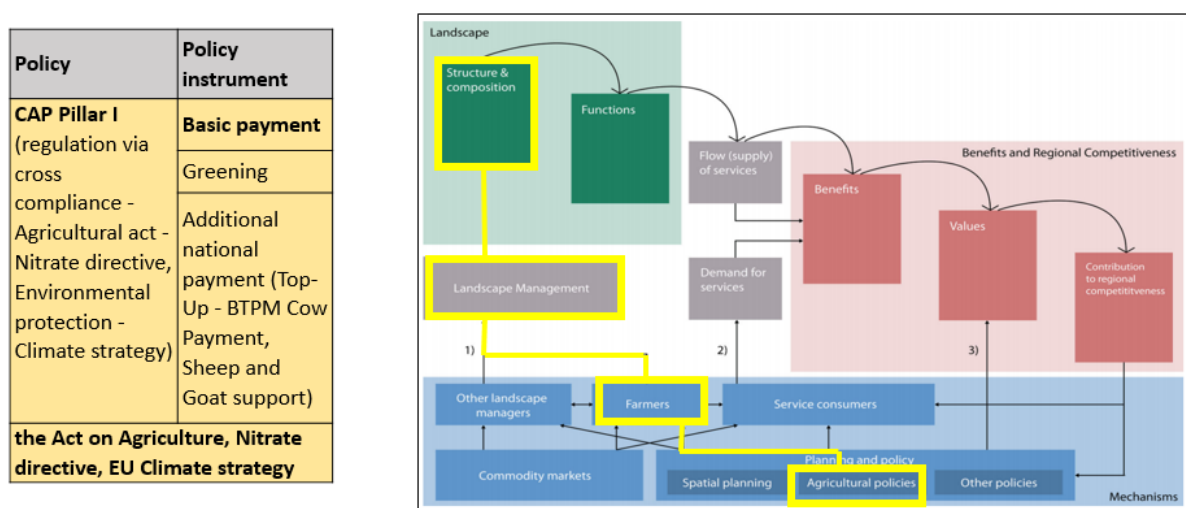 Policy
Policy
instrument
CAP Pillar I
(regulation via
cross
compliance -
Agricultural act -
Nitrate directive,
Environmental
protection -
Climate strategy)
Basic payment
Greening
Additional
national
payment (Top-
Up - BTPM Cow
Payment,
Sheep and
Goat support)
the Act on Agriculture, Nitrate
directive, EU Climate strategy
Landscape
Structure &
composition
Functions
Flow (supply)
of services
Benefits and Regional Competitiveness
Benefits
Values
Contribution
to regional
competititveness
Landscape Management
Demand for
services
1)
2)
3)
Other landscape
managers
Farmers
Service consumers
Commodity markets
Planning and policy
Spatial planning
Agricultural policies
Other policies
Mechanisms